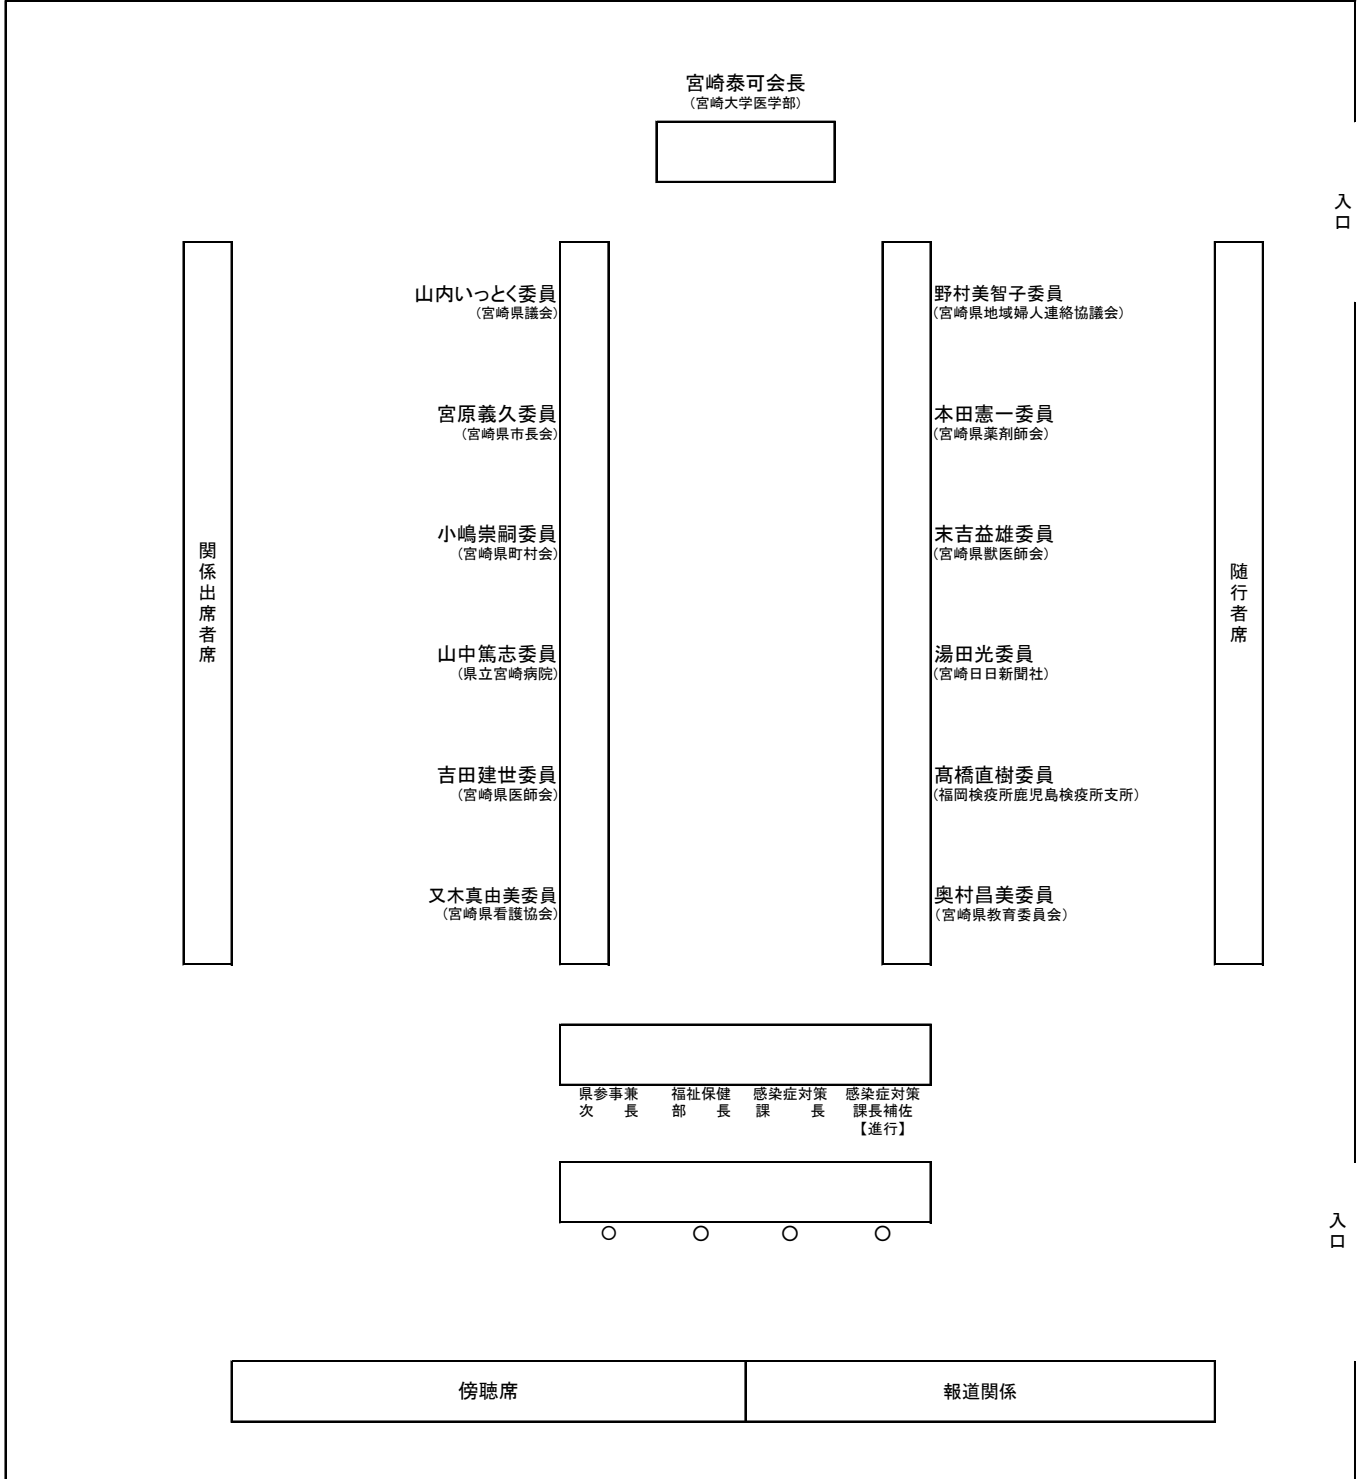 宮崎泰可会長
（宮崎大学医学部）
入口
山内いっとく委員
（宮崎県議会）
野村美智子委員
（宮崎県地域婦人連絡協議会）
宮原義久委員
（宮崎県市長会）
本田憲一委員
（宮崎県薬剤師会）
小嶋崇嗣委員
（宮崎県町村会）
末吉益雄委員
（宮崎県獣医師会）
関係出席者席
随行者席
山中篤志委員
（県立宮崎病院）
湯田光委員
（宮崎日日新聞社）
吉田建世委員
（宮崎県医師会）
髙橋直樹委員
（福岡検疫所鹿児島検疫所支所）
又木真由美委員
（宮崎県看護協会）
奥村昌美委員
（宮崎県教育委員会）
県参事兼
次　　長
福祉保健
部　　長
感染症対策
課　　　長
感染症対策
課長補佐
【進行】
○　○　○　○
入口
傍聴席
報道関係